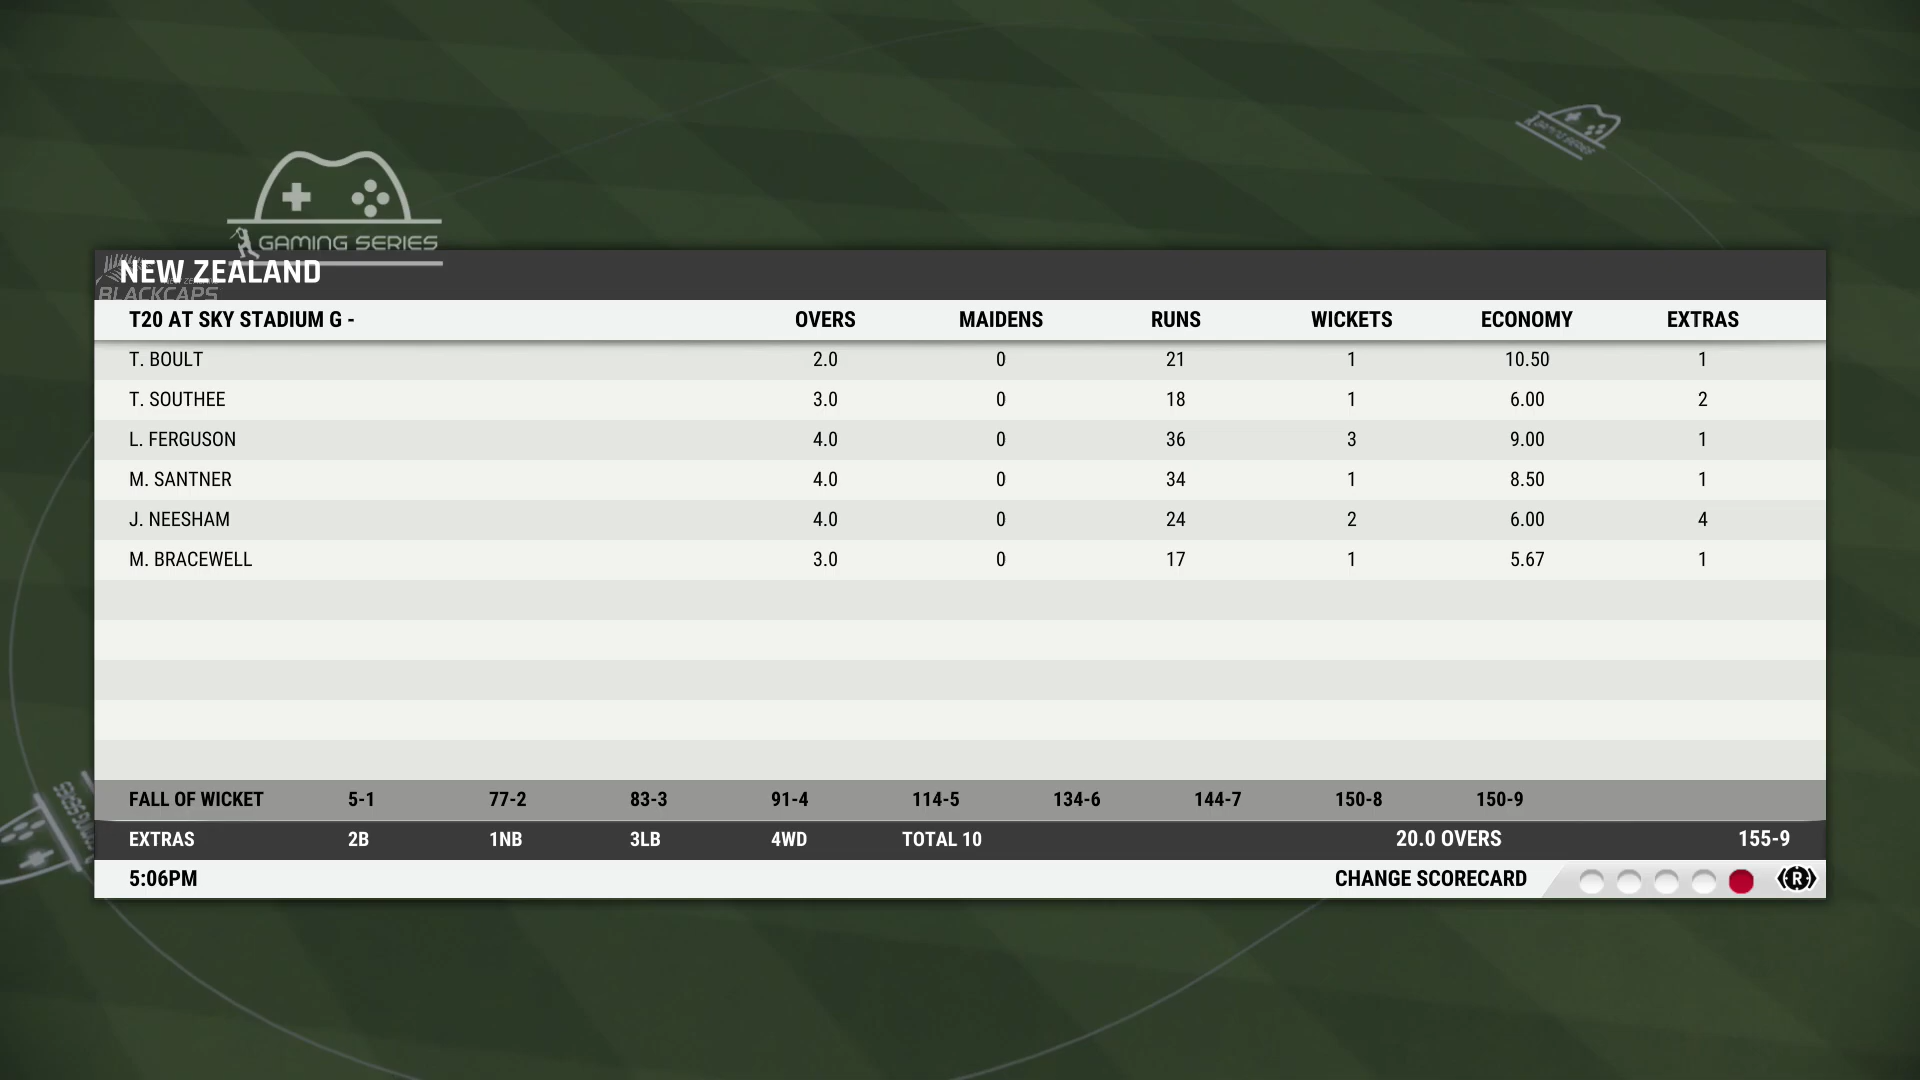 GAMING SERIES
GAMING SERIES
NEW ZEALAND
BLACKCAPS
T20 AT SKY STADIUM G - OVERS MAIDENS RUNS WICKETS ECONOMY EXTRAS
T. BOULT 2.0 0 21 1 10.50 1
T. SOUTHEE 3.0 0 18 1 6.00 2
L. FERGUSON 4.0 0 36 3 9.00 1
M. SANTNER 4.0 0 34 1 8.50 1
J. NEESHAM 4.0 0 24 2 6.00 4
M. BRACEWELL 3.0 0 17 1 5.67 1
FALL OF WICKET 5-1 77-2 83-3 91-4 114-5 134-6 144-7 150-8 150-9
EXTRAS 2B 1NB 3LB 4WD TOTAL 10 20.0 OVERS 155-9
5:06PM CHANGE SCORECARD R